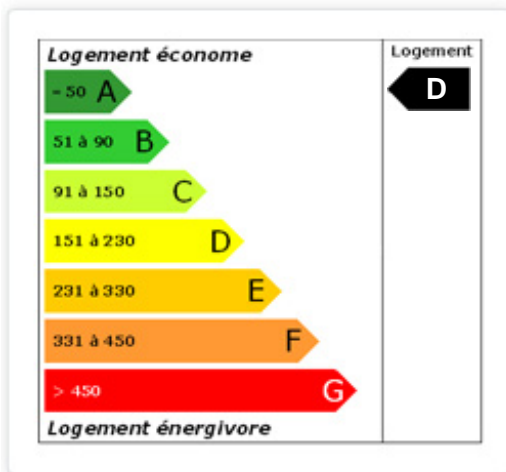 Logement économe
Logement
D
- 50 A
51 à 90 B
91 à 150 C
151 à 230 D
231 à 330 E
331 à 450 F
> 450 G
Logement énergivore